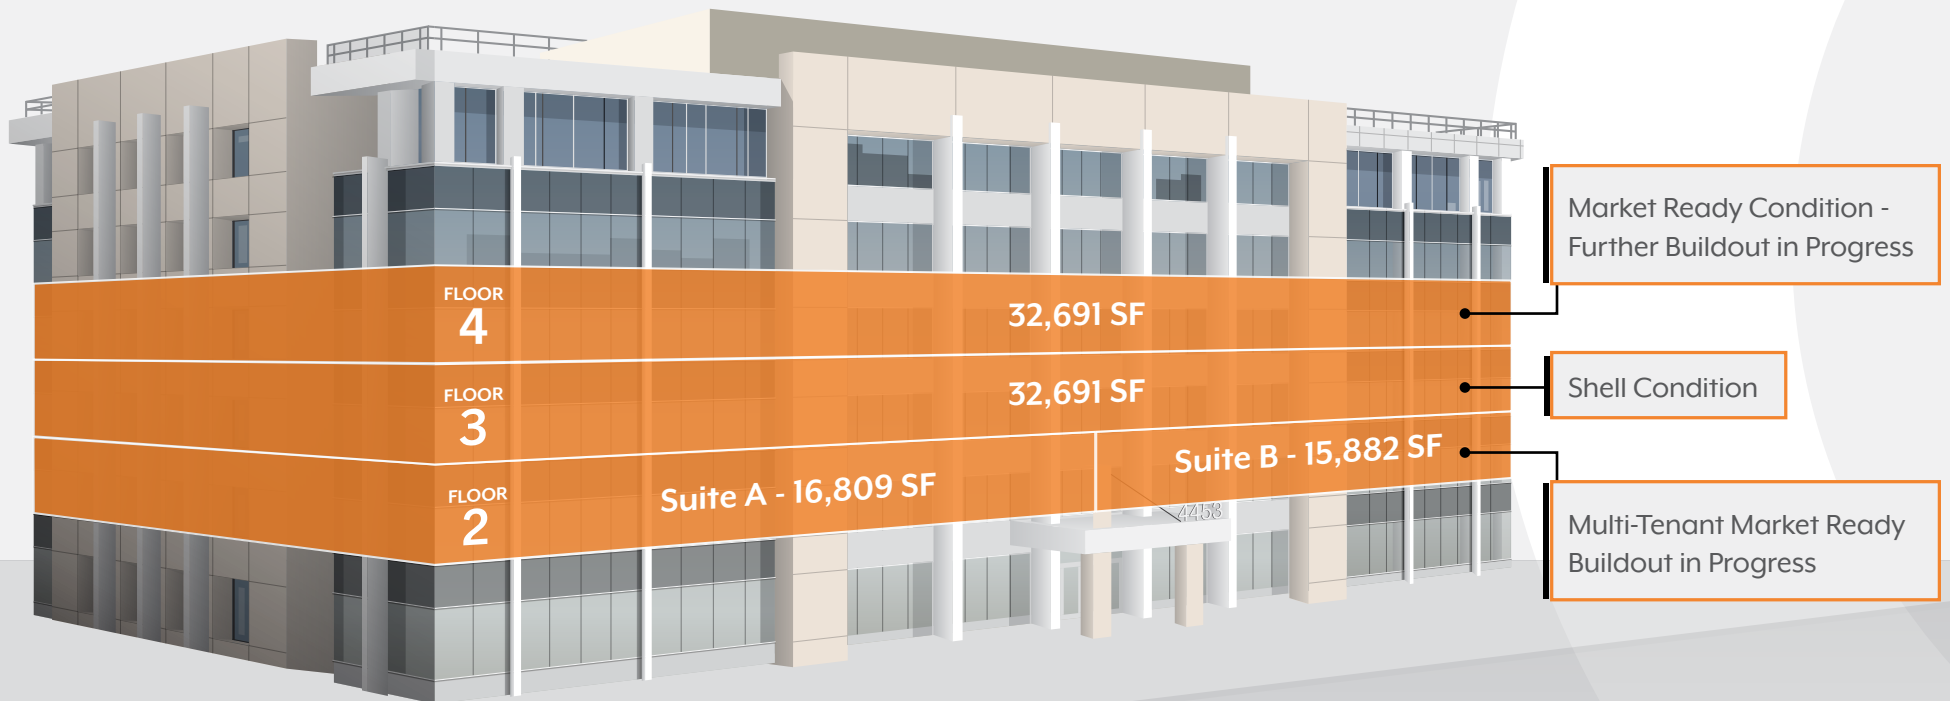 Market Ready Condition -
Further Buildout in Progress
FLOOR
4
32,691 SF
FLOOR
3
32,691 SF
Shell Condition
FLOOR
2
Suite A - 16,809 SF
Suite B - 15,882 SF
4453
Multi-Tenant Market Ready
Buildout in Progress